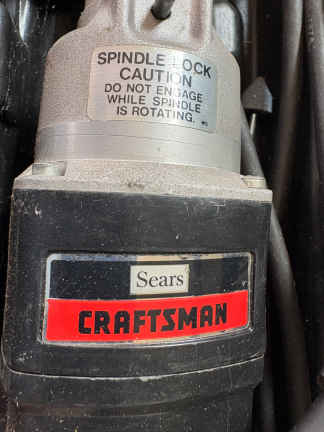 SPINDLE LOCK
CAUTION
DO NOT ENGAGE
WHILE SPINDLE
IS ROTATING.
Sears
CRAFTSMAN